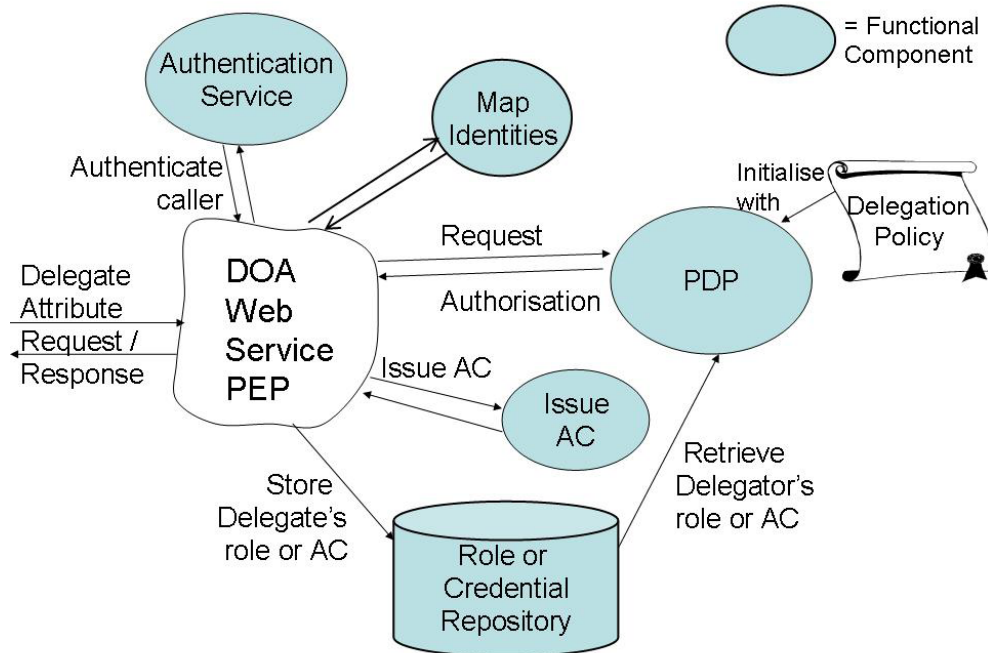 Authentication
Service
Map
Identities
= Functional
Component
Authenticate
caller
Initialise
with
Delegation
Policy
Request
Authorisation
PDP
Delegate
Attribute
Request /
Response
DOA
Web
Service
PEP
Issue AC
Issue
AC
Store
Delegate's
role or AC
Retrieve
Delegator's
role or AC
Role or
Credential
Repository